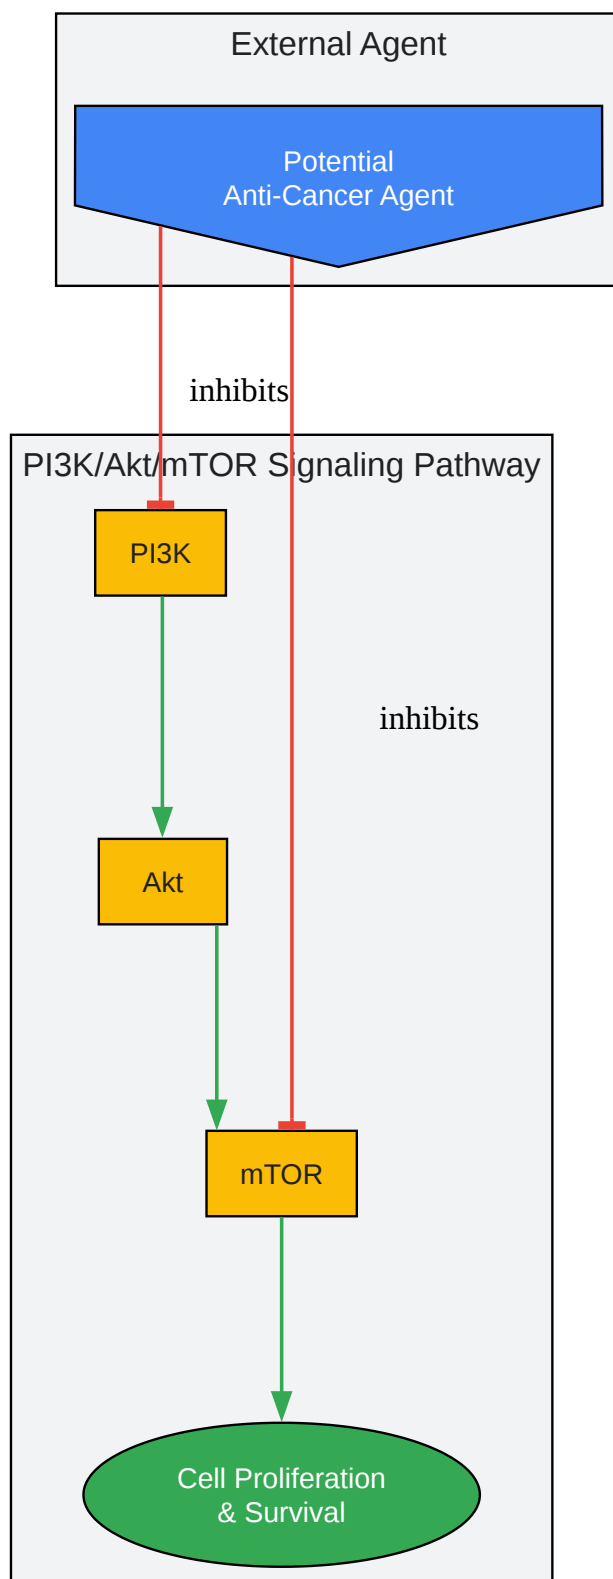 External Agent
Potential
Anti-Cancer Agent
inhibits
PI3K/Akt/mTOR Signaling Pathway
PI3K
inhibits
Akt
mTOR
Cell Proliferation
& Survival